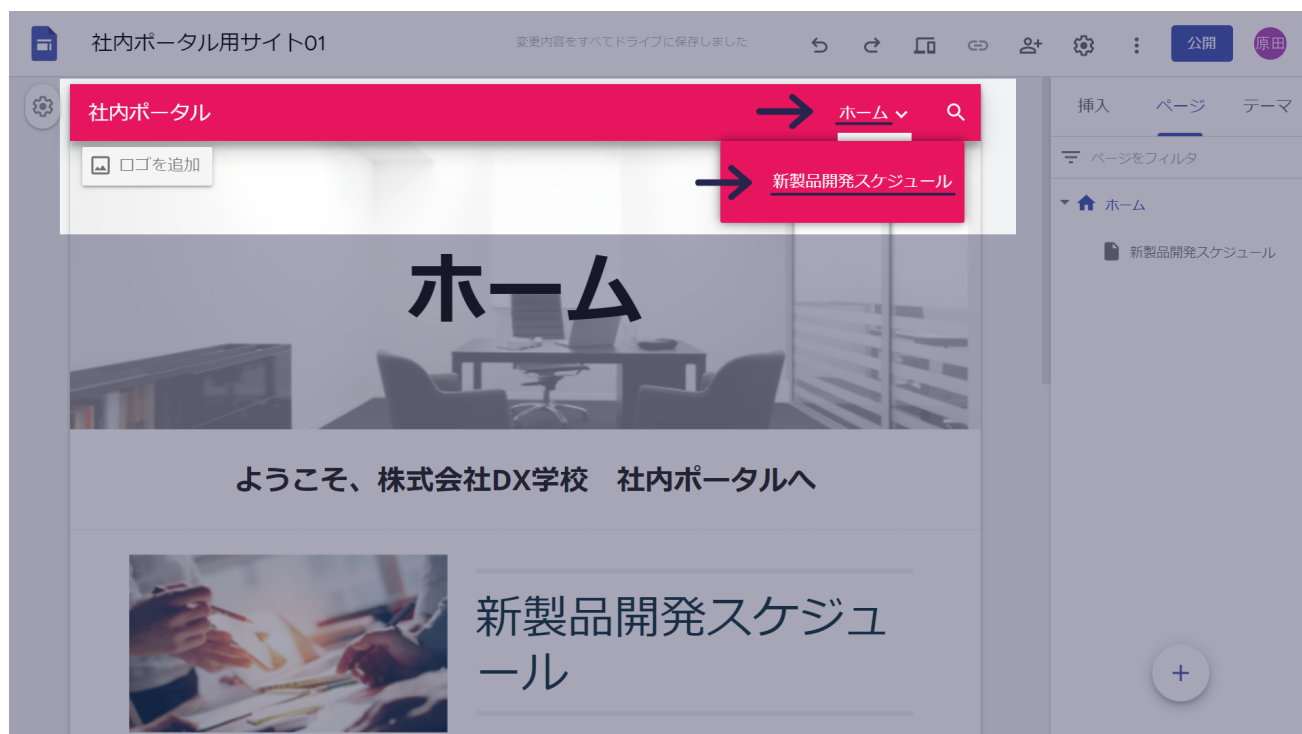 社内ポータル用サイト01
変更内容をすべてドライブに保存しました
公開
原田
社内ポータル
ホーム
ロゴを追加
新製品開発スケジュール
挿入
ページ
テーマ
ページをフィルタ
ホーム
新製品開発スケジュール
ホーム
ようこそ、株式会社DX学校　社内ポータルへ
新製品開発スケジュ
ール